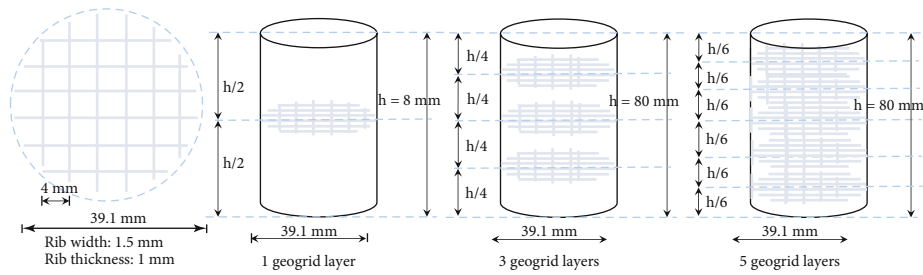 4 mm
39.1 mm
Rib width: 1.5 mm
Rib thickness: 1 mm
h/2
h/2
h = 8 mm
39.1 mm
1 geogrid layer
h/4
h/4
h/4
h/4
h = 80 mm
39.1 mm
3 geogrid layers
h/6
h/6
h/6
h/6
h/6
h/6
h = 80 mm
39.1 mm
5 geogrid layers